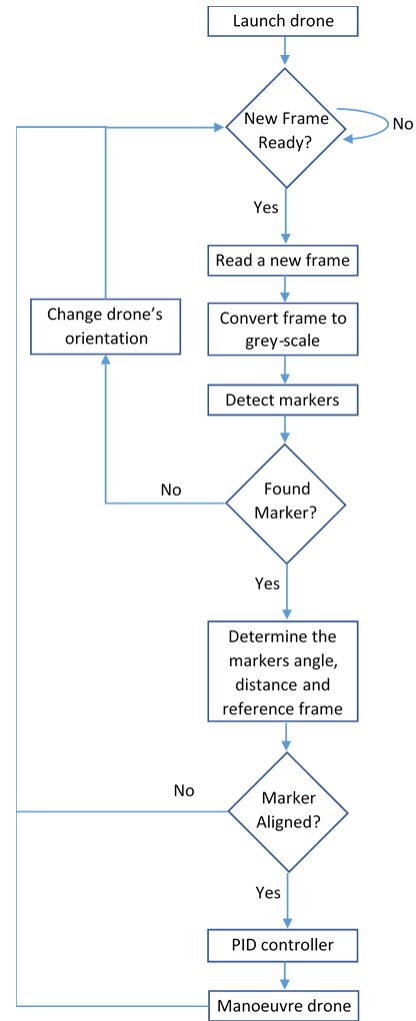 Launch drone
New Frame
Ready?
No
Yes
Read a new frame
Change drone's
orientation
Convert frame to
grey-scale
Detect markers
No
Found
Marker?
Yes
Determine the
markers angle,
distance and
reference frame
No
Marker
Aligned?
Yes
PID controller
Manoeuvre drone